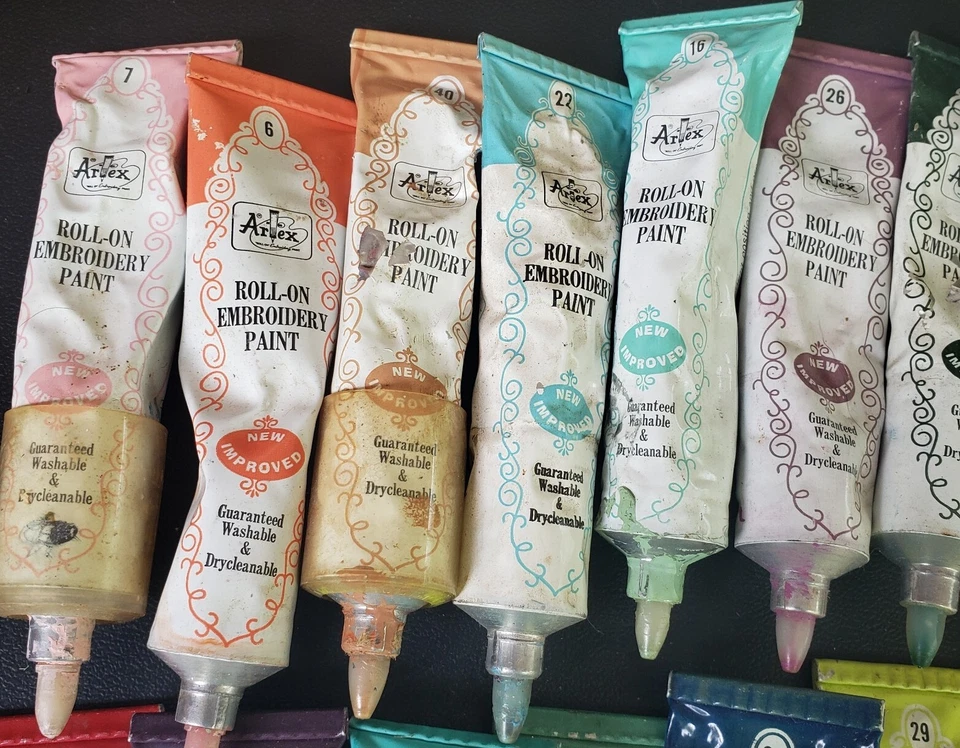 7
Artex
ROLL-ON
EMBROIDERY
PAINT
NEW
IMPROVED
Guaranteed
Washable
&
Drycleanable
6
Artex
ROLL-ON
EMBROIDERY
PAINT
NEW
IMPROVED
Guaranteed
Washable
&
Drycleanable
40
Artex
ROLL-ON
EMBROIDERY
PAINT
NEW
IMPROVED
Guaranteed
Washable
&
Drycleanable
22
Artex
ROLL-ON
EMBROIDERY
PAINT
NEW
IMPROVED
Guaranteed
Washable
&
Drycleanable
16
Artex
ROLL-ON
EMBROIDERY
PAINT
NEW
IMPROVED
Guaranteed
Washable
&
Drycleanable
26
Artex
ROLL-ON
EMBROIDERY
PAINT
NEW
IMPROVED
Guaranteed
Washable
&
Drycleanable
29